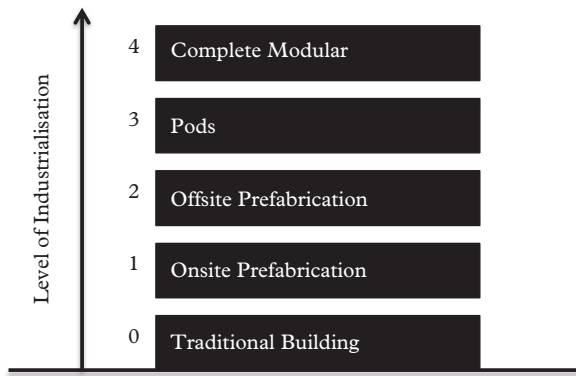 4 Complete Modular
3 Pods
2 Offsite Prefabrication
1 Onsite Prefabrication
0 Traditional Building
Level of Industrialisation